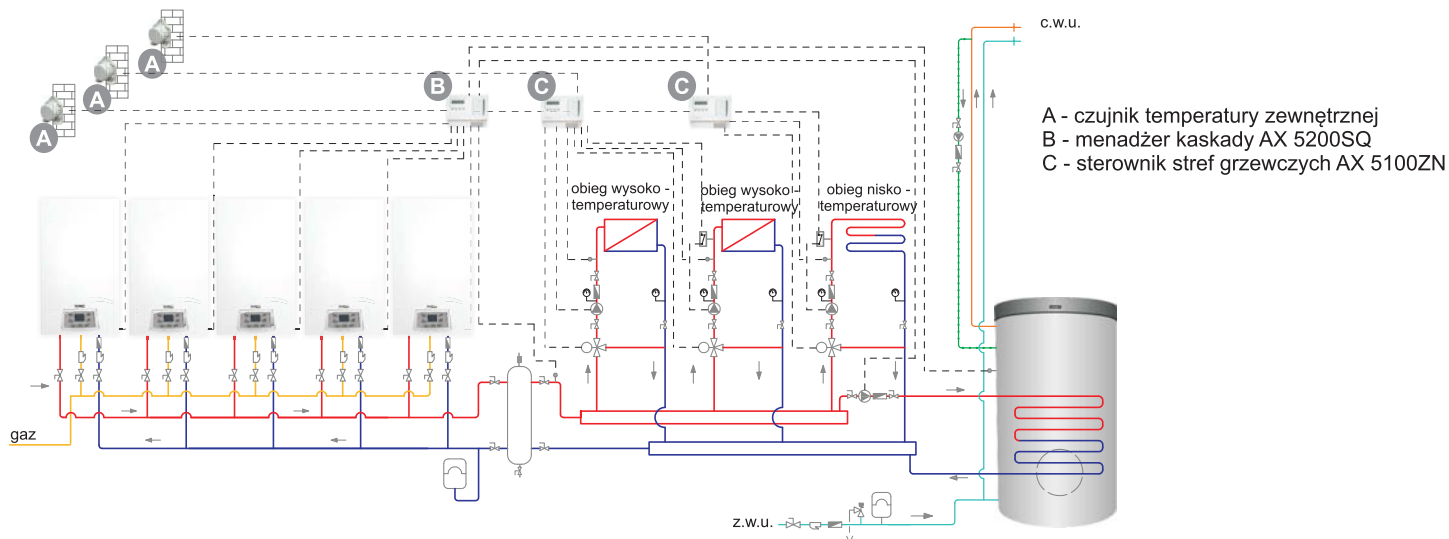 c.w.u.
A
A
A
B
C
C
A - czujnik temperatury zewnętrznej
B - menadżer kaskady AX 5200SQ
C - sterownik stref grzewczych AX 5100ZN
obieg wysoko -
temperaturowy
obieg wysoko -
temperaturowy
obieg nisko -
temperaturowy
gaz
z.w.u.